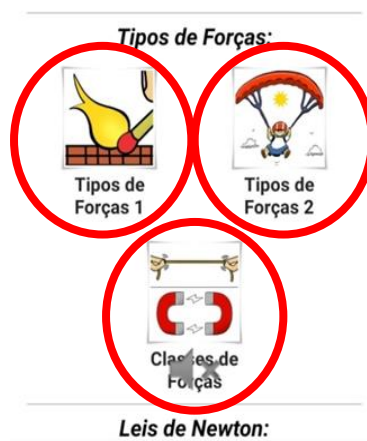 Tipos de Forças:
Tipos de
Forças 1
Tipos de
Forças 2
Classes de
Forças
Leis de Newton: